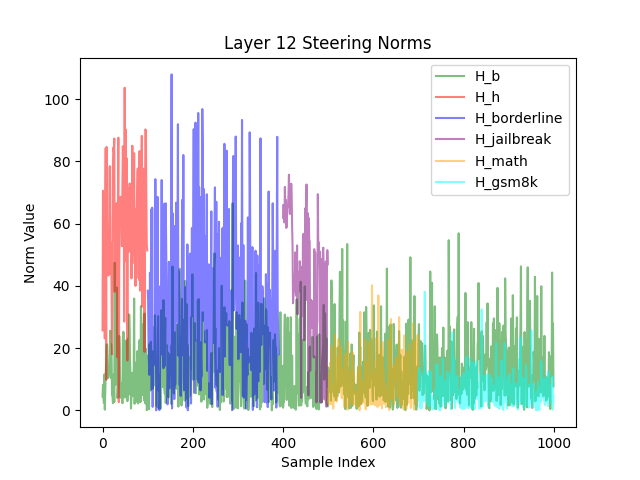 Layer 12 Steering Norms
H_b
H_h
H_borderline
H_jailbreak
H_math
H_gsm8k
Norm Value
100
80
60
40
20
0
0 200 400 600 800 1000
Sample Index